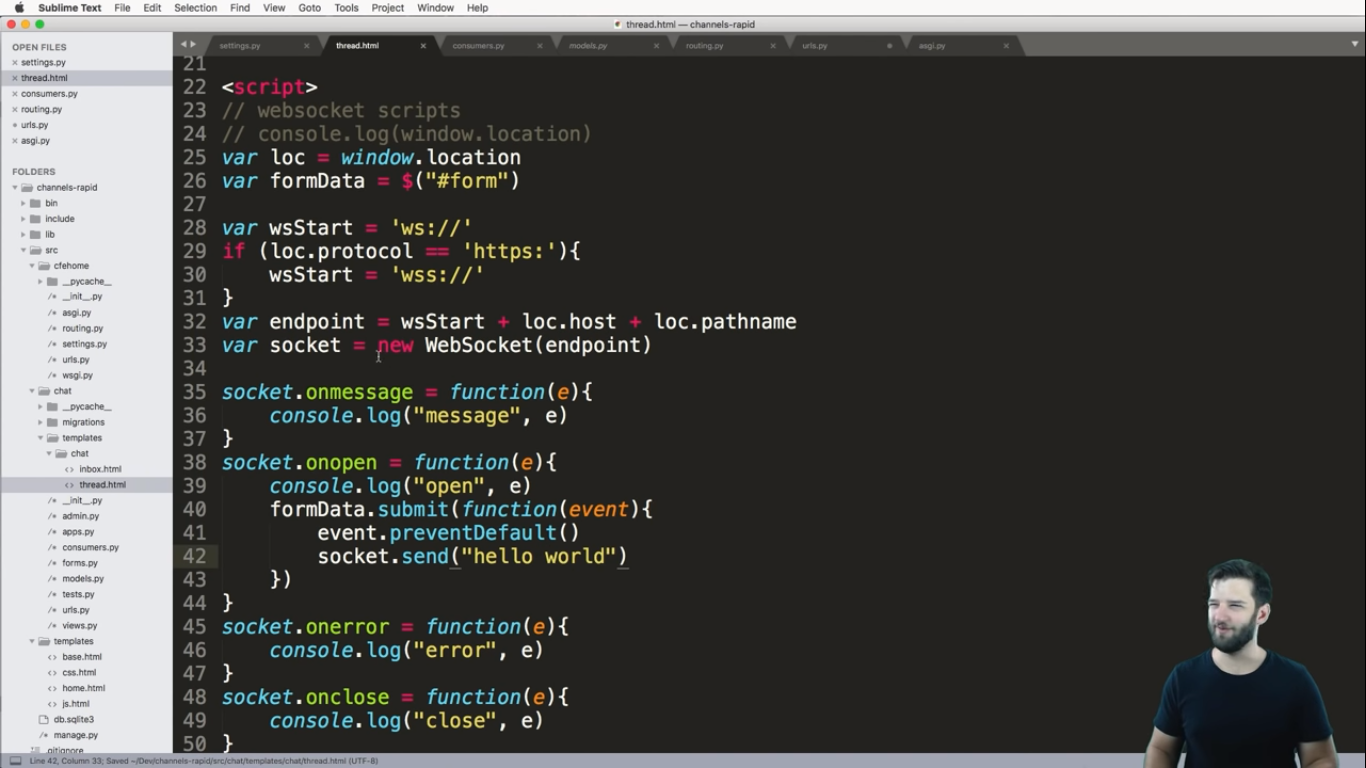 Sublime Text File Edit Selection Find View Goto Tools Project Window Help
thread.html — channels-rapid
OPEN FILES
settings.py
thread.html
consumers.py
routing.py
urls.py
asgi.py
FOLDERS
channels-rapid
bin
include
lib
src
cfehome
__pycache__
__init__.py
asgi.py
routing.py
settings.py
urls.py
wsgi.py
chat
__pycache__
migrations
templates
chat
inbox.html
thread.html
__init__.py
admin.py
apps.py
consumers.py
forms.py
models.py
tests.py
urls.py
views.py
templates
base.html
css.html
home.html
js.html
db.sqlite3
manage.py
.gitignore
settings.py thread.html consumers.py models.py routing.py urls.py asgi.py
21
22 <script>
23 // websocket scripts
24 // console.log(window.location)
25 var loc = window.location
26 var formData = $("#form")
27
28 var wsStart = 'ws://'
29 if (loc.protocol == 'https:'){
30 wsStart = 'wss://'
31 }
32 var endpoint = wsStart + loc.host + loc.pathname
33 var socket = new WebSocket(endpoint)
34
35 socket.onmessage = function(e){
36 console.log("message", e)
37 }
38 socket.onopen = function(e){
39 console.log("open", e)
40 formData.submit(function(event){
41 event.preventDefault()
42 socket.send("hello world")
43 })
44 }
45 socket.onerror = function(e){
46 console.log("error", e)
47 }
48 socket.onclose = function(e){
49 console.log("close", e)
50 }
Line 42, Column 33; Saved ~/Dev/channels-rapid/src/chat/templates/chat/thread.html (UTF-8)